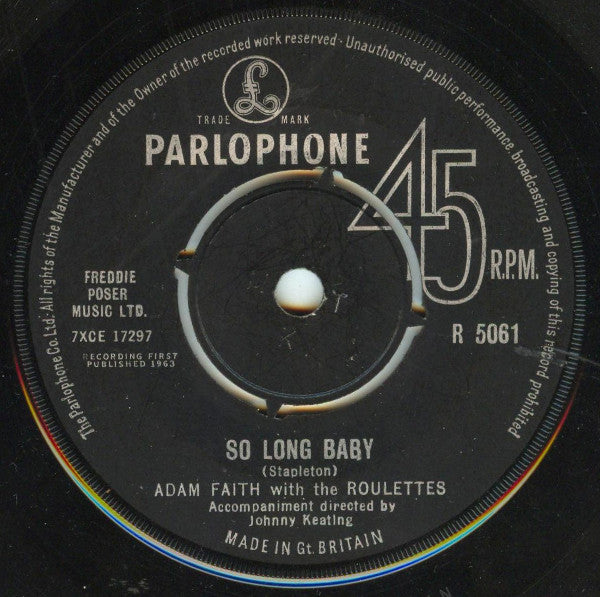 The Parlophone Co. Ltd. All rights of the Manufacturer and of the Owner of the recorded work reserved - Unauthorised public performance, broadcasting and copying of this record prohibited
£
TRADE MARK
PARLOPHONE
45
R.P.M.
FREDDIE
POSER
MUSIC LTD.
7XCE 17297
RECORDING FIRST
PUBLISHED 1963
R 5061
SO LONG BABY
(Stapleton)
ADAM FAITH with the ROULETTES
Accompaniment directed by
Johnny Keating
MADE IN Gt. BRITAIN